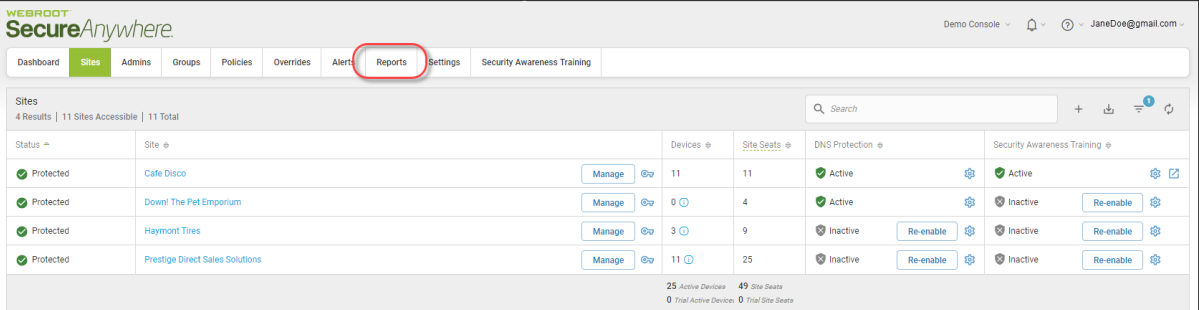 WEBROOT
SecureAnywhere.
Demo Console
JaneDoe@gmail.com
Dashboard Sites Admins Groups Policies Overrides Alerts Reports Settings Security Awareness Training
Sites
4 Results | 11 Sites Accessible | 11 Total
Search
1
Status Site Devices Site Seats DNS Protection Security Awareness Training
Protected Cafe Disco Manage 11 11 Active Active
Protected Down! The Pet Emporium Manage 0 4 Active Inactive Re-enable
Protected Haymont Tires Manage 3 9 Inactive Re-enable Inactive Re-enable
Protected Prestige Direct Sales Solutions Manage 11 25 Inactive Re-enable Inactive Re-enable
25 Active Devices 49 Site Seats
0 Trial Active Devices 0 Trial Site Seats